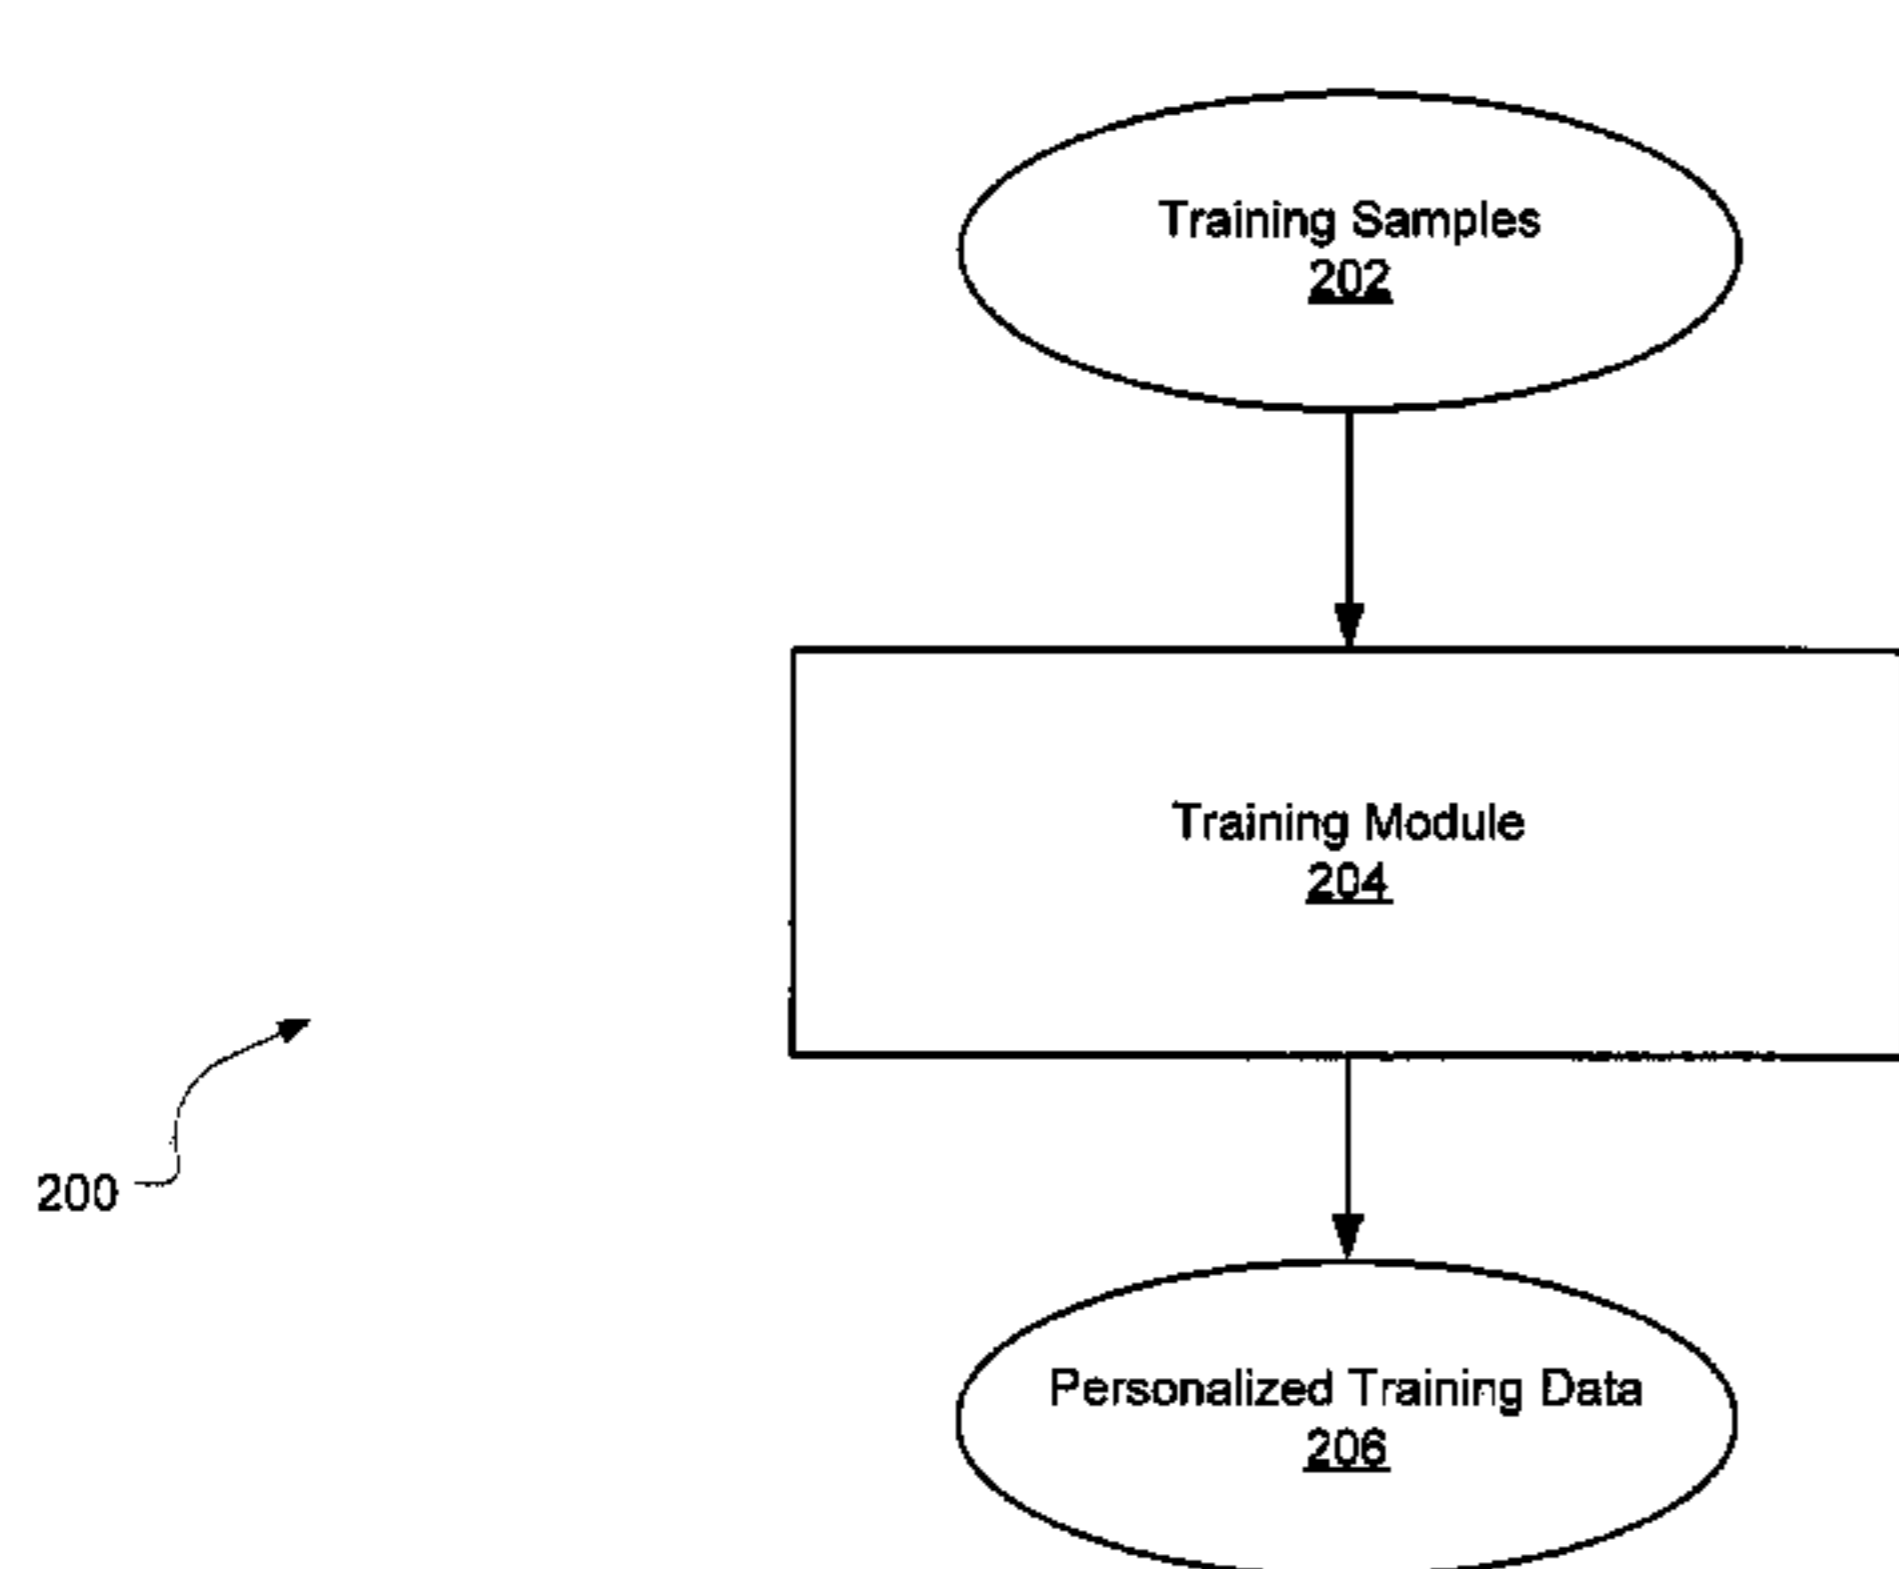 Training Samples
202
Training Module
204
200
Personalized Training Data
206